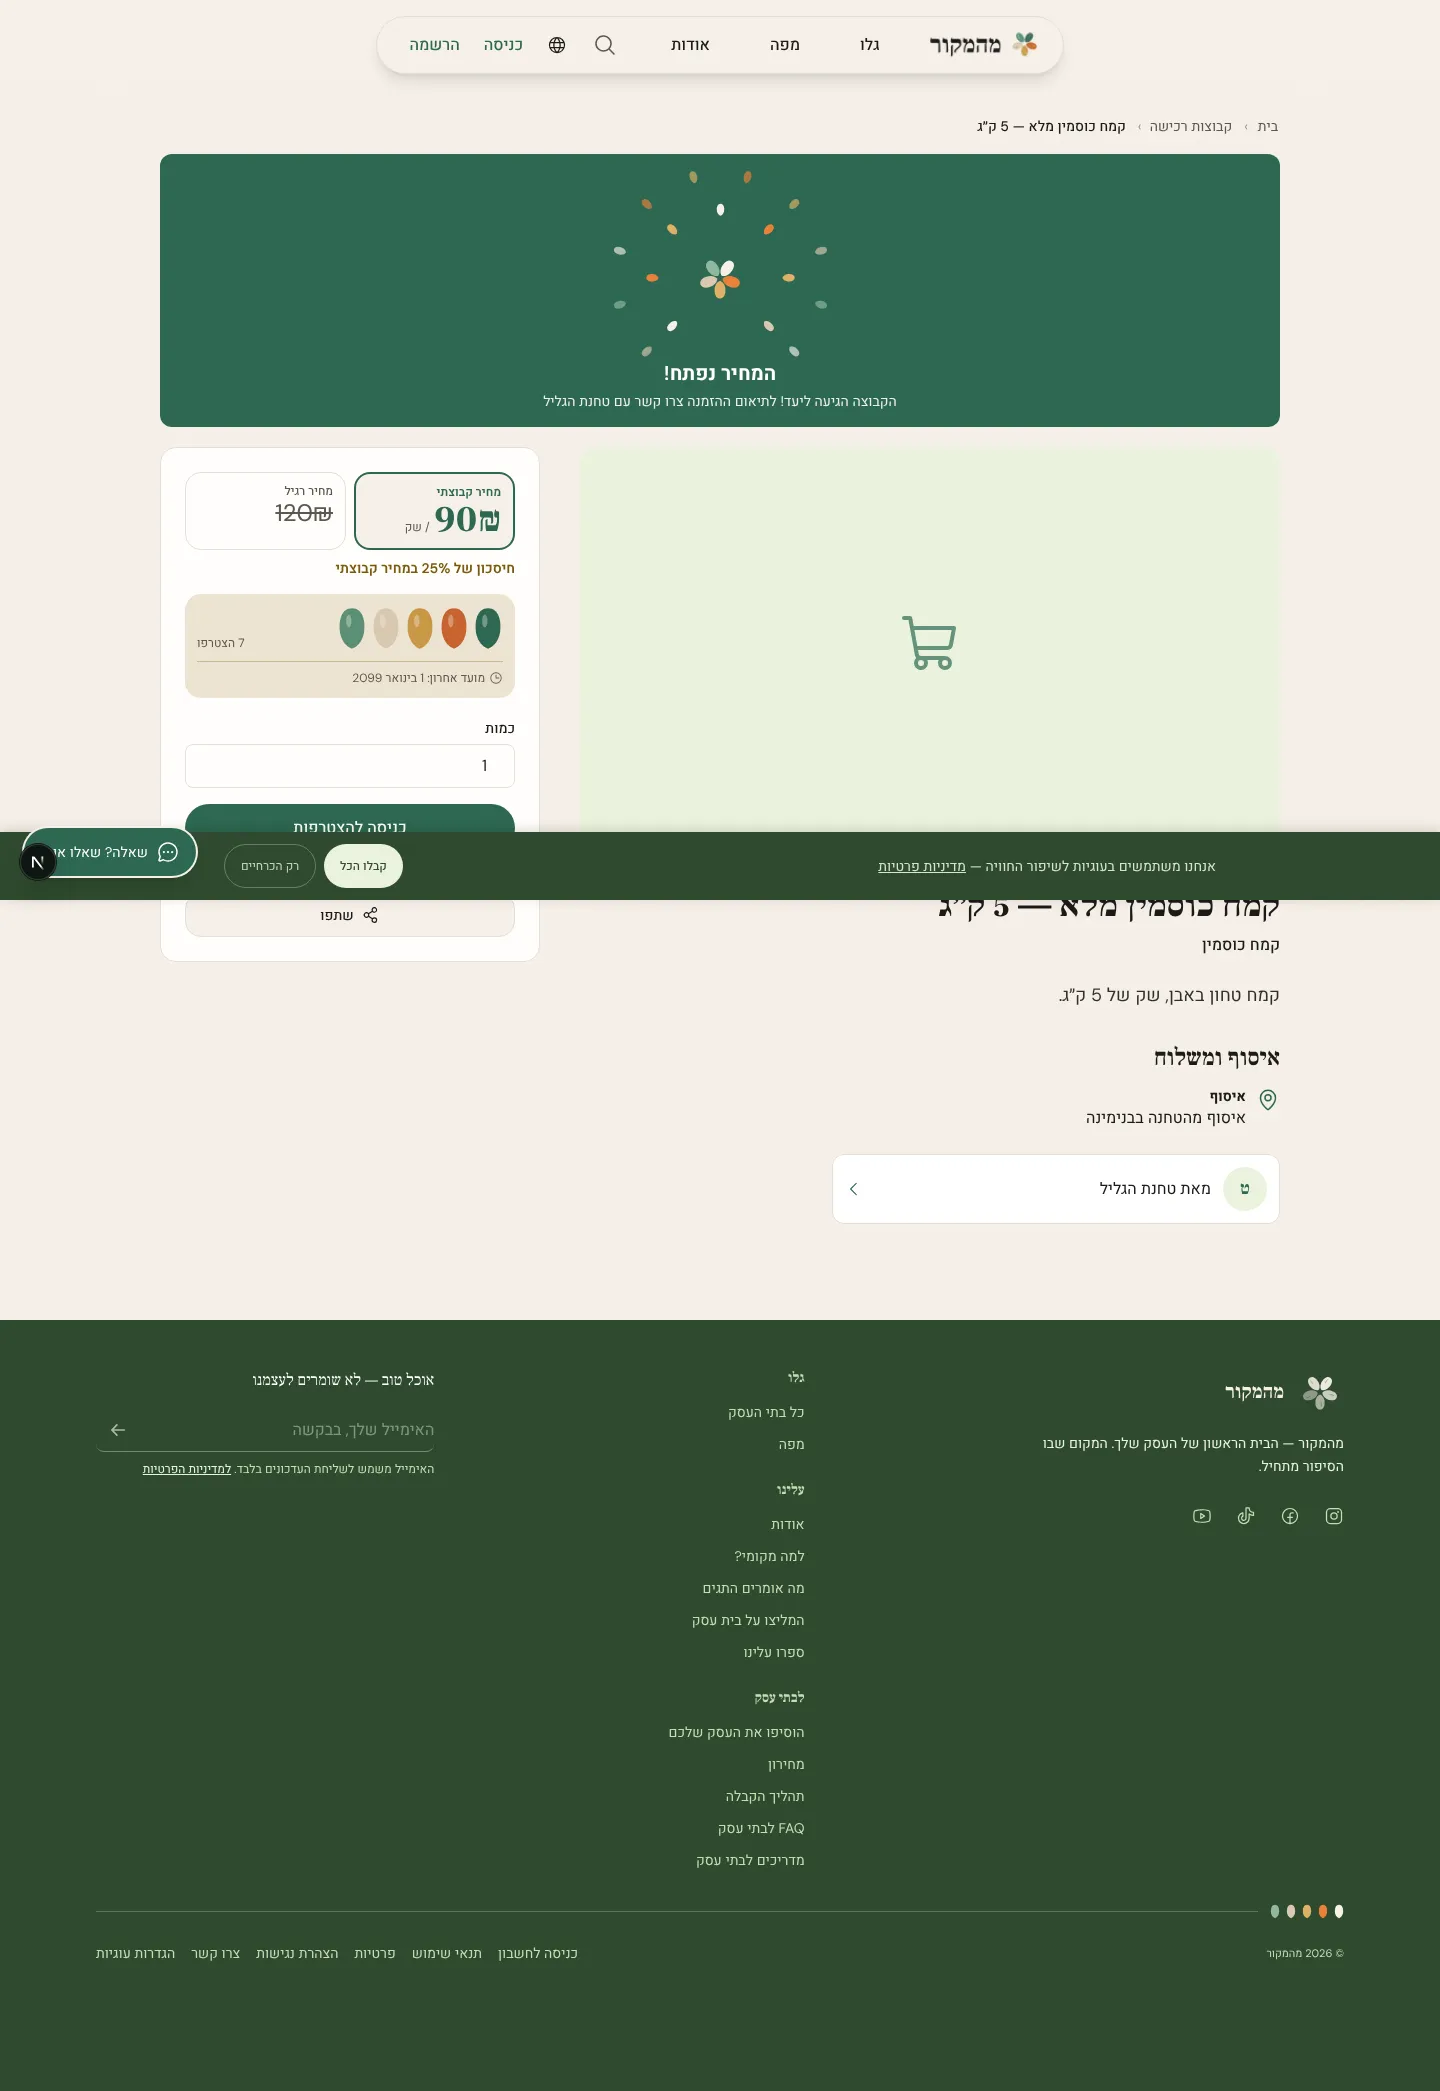 מהמקור
גלו
מפה
אודות
כניסה
הרשמה
בית › קבוצות רכישה › קמח כוסמין מלא — 5 ק״ג
המחיר נפתח!
הקבוצה הגיעה ליעד! לתיאום ההזמנה צרו קשר עם טחנת הגליל
מחיר קבוצתי
₪90 / שק
מחיר רגיל
₪120
חיסכון של 25% במחיר קבוצתי
7 הצטרפו
מועד אחרון: 1 בינואר 2099
כמות
1
כניסה להצטרפות
אנחנו משתמשים בעוגיות לשיפור החוויה — מדיניות פרטיות
קבלו הכל
רק הכרחיים
שאלה? שאלו
שתפו
קמח כוסמין מלא — 5 ק״ג
קמח כוסמין
קמח טחון באבן, שק של 5 ק״ג.
איסוף ומשלוח
איסוף
איסוף מהטחנה בבנימינה
ט
מאת טחנת הגליל
מהמקור
מהמקור — הבית הראשון של העסק שלך. המקום שבו
הסיפור מתחיל.
גלו
כל בתי העסק
מפה
עלינו
אודות
למה מקומי?
מה אומרים התגים
המליצו על בית עסק
ספרו עלינו
לבתי עסק
הוסיפו את העסק שלכם
מחירון
תהליך הקבלה
FAQ לבתי עסק
מדריכים לבתי עסק
אוכל טוב — לא שומרים לעצמנו
האימייל שלך, בבקשה
האימייל משמש לשליחת העדכונים בלבד. למדיניות הפרטיות
© 2026 מהמקור
כניסה לחשבון
תנאי שימוש
פרטיות
הצהרת נגישות
צרו קשר
הגדרות עוגיות